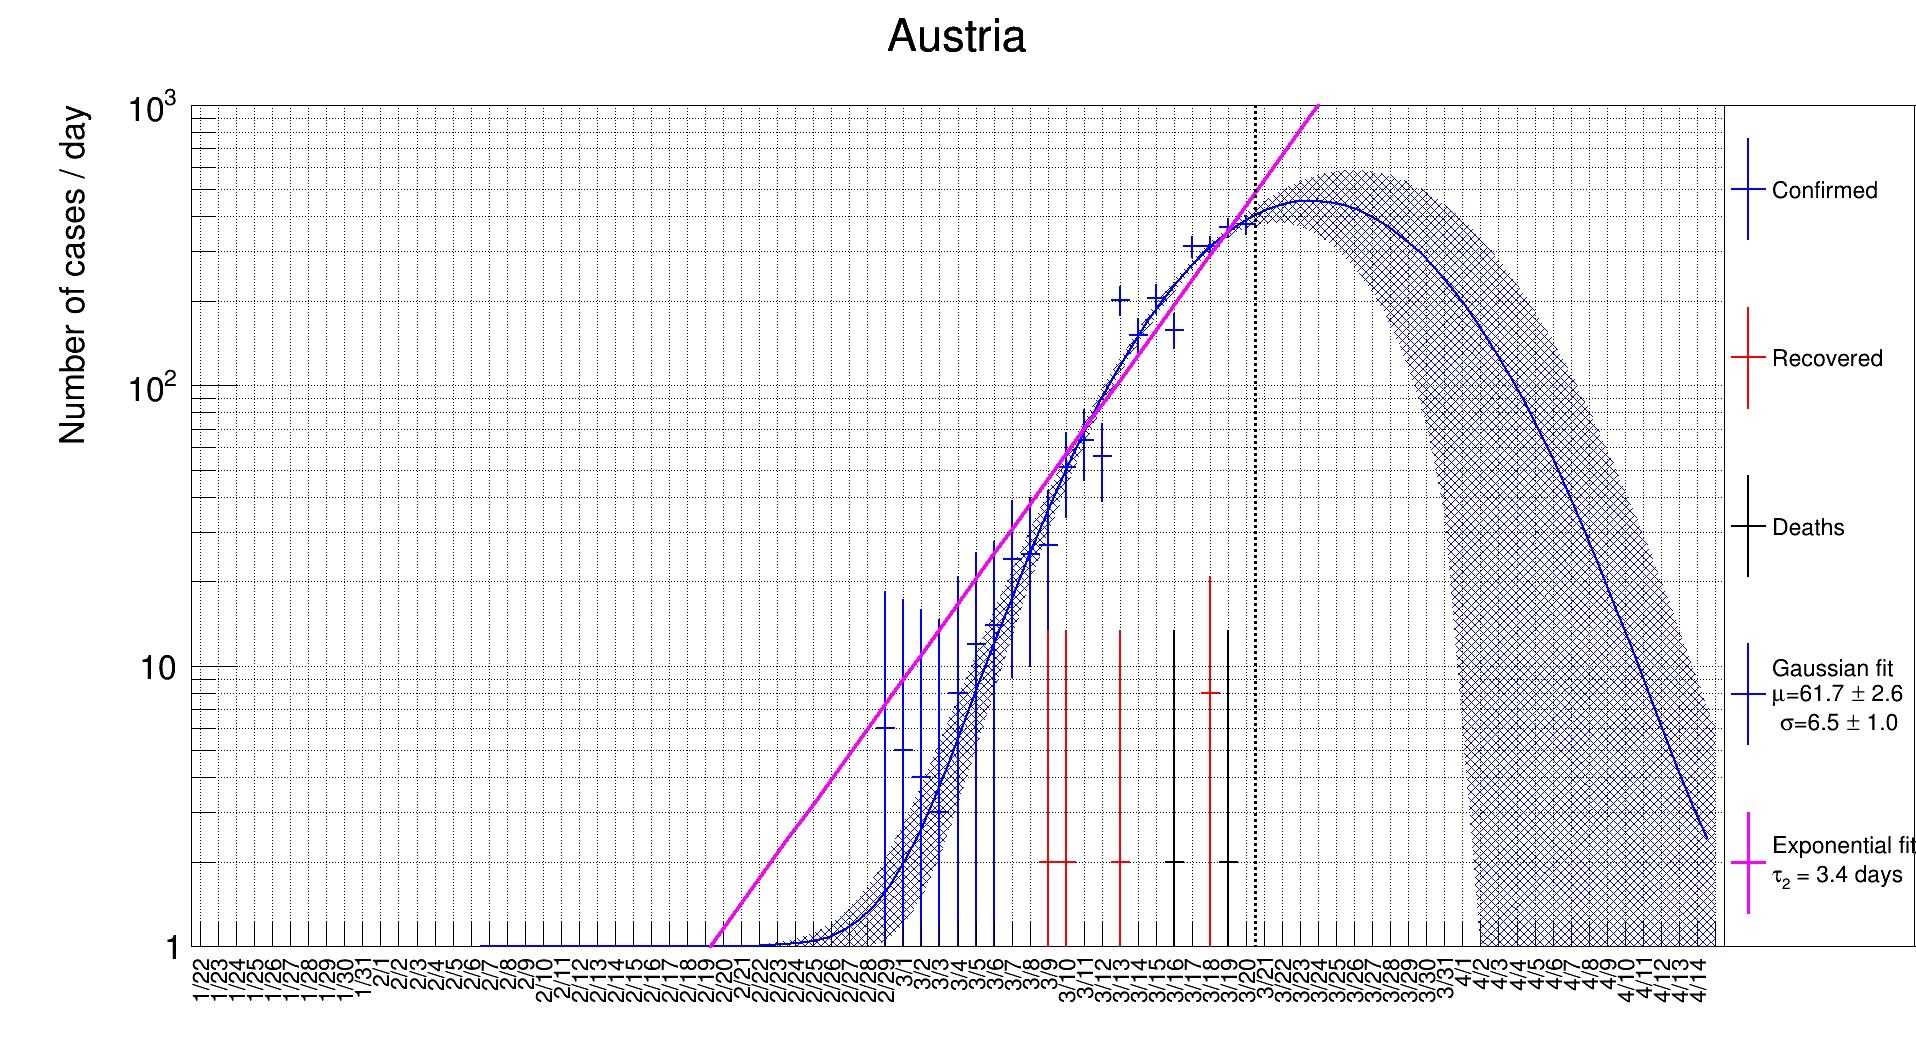 Austria
Number of cases / day
10³
10²
10
1
1/22 1/23 1/24 1/25 1/26 1/27 1/28 1/29 1/30 1/31 2/1 2/2 2/3 2/4 2/5 2/6 2/7 2/8 2/9 2/10 2/11 2/12 2/13 2/14 2/15 2/16 2/17 2/18 2/19 2/20 2/21 2/22 2/23 2/24 2/25 2/26 2/27 2/28 2/29 3/1 3/2 3/3 3/4 3/5 3/6 3/7 3/8 3/9 3/10 3/11 3/12 3/13 3/14 3/15 3/16 3/17 3/18 3/19 3/20 3/21 3/22 3/23 3/24 3/25 3/26 3/27 3/28 3/29 3/30 3/31 4/1 4/2 4/3 4/4 4/5 4/6 4/7 4/8 4/9 4/10 4/11 4/12 4/13 4/14
Confirmed
Recovered
Deaths
Gaussian fit
μ=61.7 ± 2.6
σ=6.5 ± 1.0
Exponential fit
τ₂ = 3.4 days